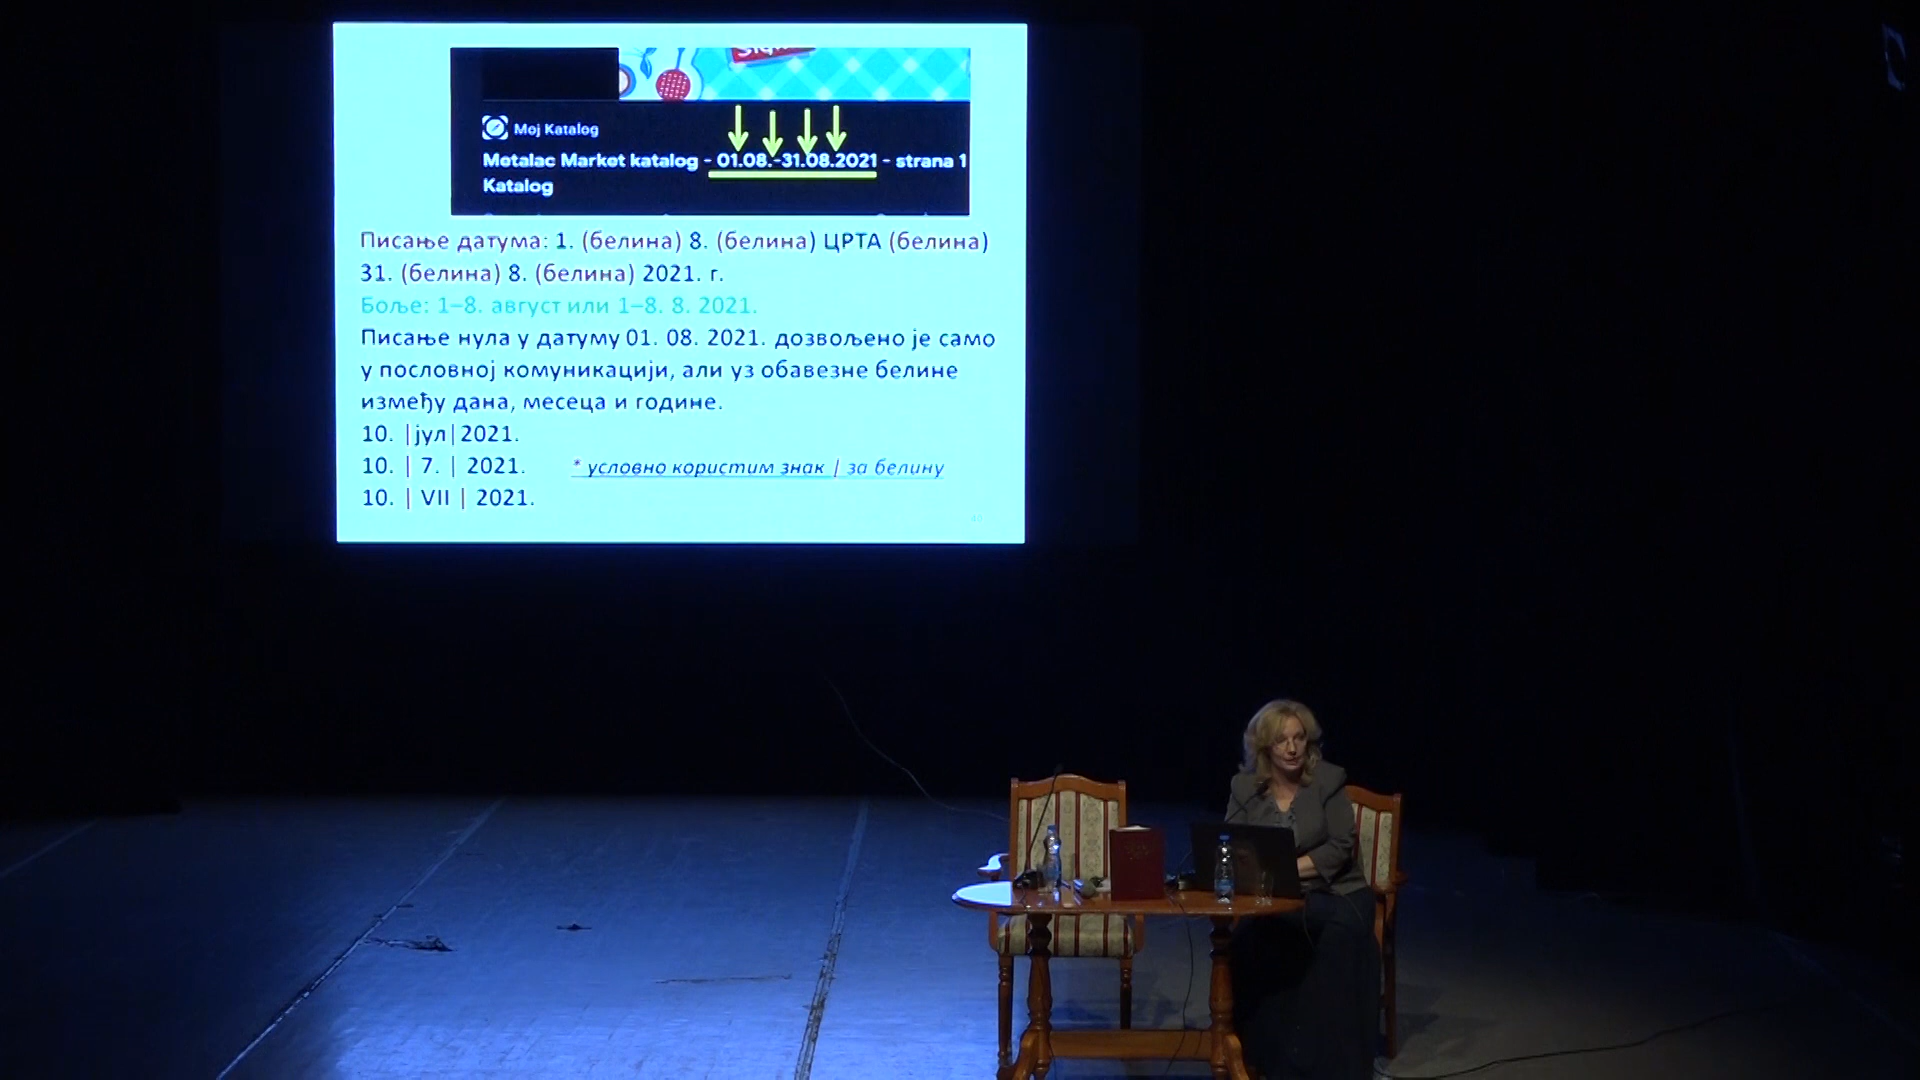 Moj Katalog
Metalac Market katalog - 01.08.-31.08.2021 - strana 1
Katalog
Писање датума: 1. (белина) 8. (белина) ЦРТА (белина)
31. (белина) 8. (белина) 2021. г.
Боље: 1–8. август или 1–8. 8. 2021.
Писање нула у датуму 01. 08. 2021. дозвољено је само
у пословној комуникацији, али уз обавезне белине
између дана, месеца и године.
10. |јул|2021.
10. | 7. | 2021. * условно користим знак | за белину
10. | VII | 2021.